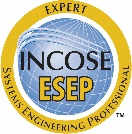 EXPERT
INCOSE
ESEP
SYSTEMS ENGINEERING PROFESSIONAL
TM